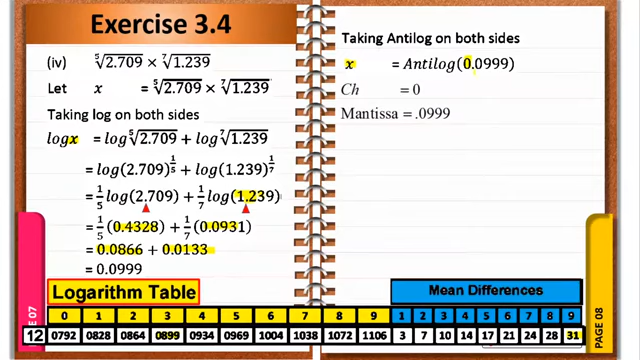 Exercise 3.4
(iv) ⁵√2.709 × ⁷√1.239
Let x = ⁵√2.709 × ⁷√1.239
Taking log on both sides
logx = log ⁵√2.709 + log ⁷√1.239
= log(2.709)^(1/5) + log(1.239)^(1/7)
= 1/5 log(2.709) + 1/7 log(1.239)
= 1/5 (0.4328) + 1/7 (0.0931)
= 0.0866 + 0.0133
= 0.0999
Taking Antilog on both sides
x = Antilog(0.0999)
Ch = 0
Mantissa = .0999
Logarithm Table
Mean Differences
0 1 2 3 4 5 6 7 8 9 1 2 3 4 5 6 7 8 9
12 0792 0828 0864 0899 0934 0969 1004 1038 1072 1106 3 7 10 14 17 21 24 28 31
PAGE 07
PAGE 08